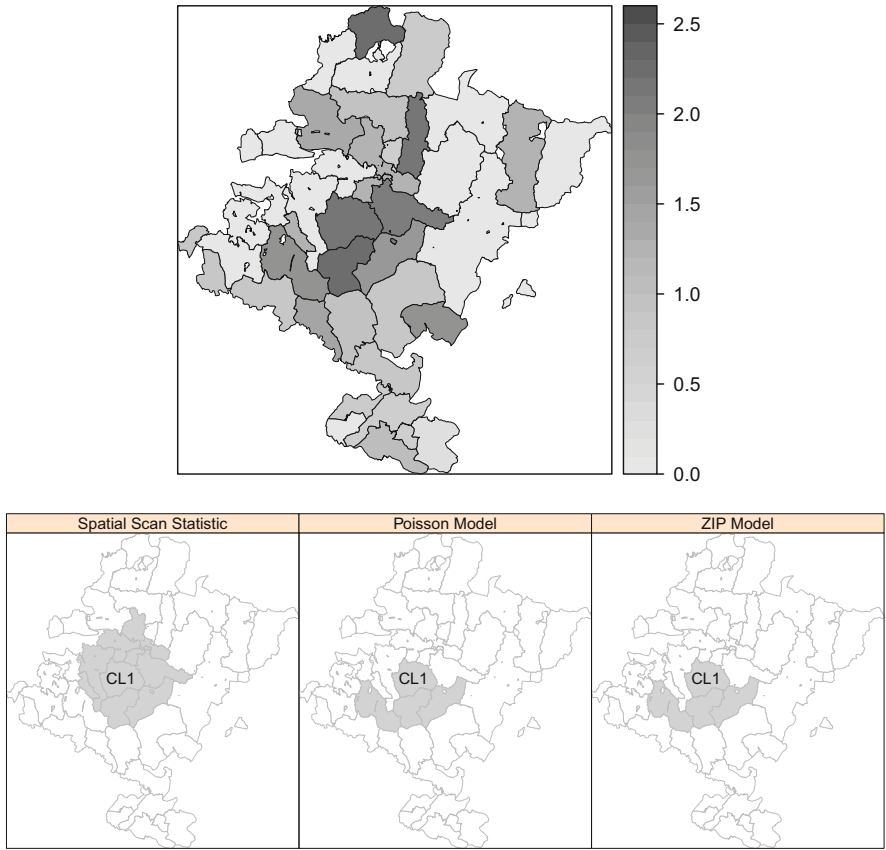 2.5
2.0
1.5
1.0
0.5
0.0
Spatial Scan Statistic
Poisson Model
ZIP Model
CL1
CL1
CL1